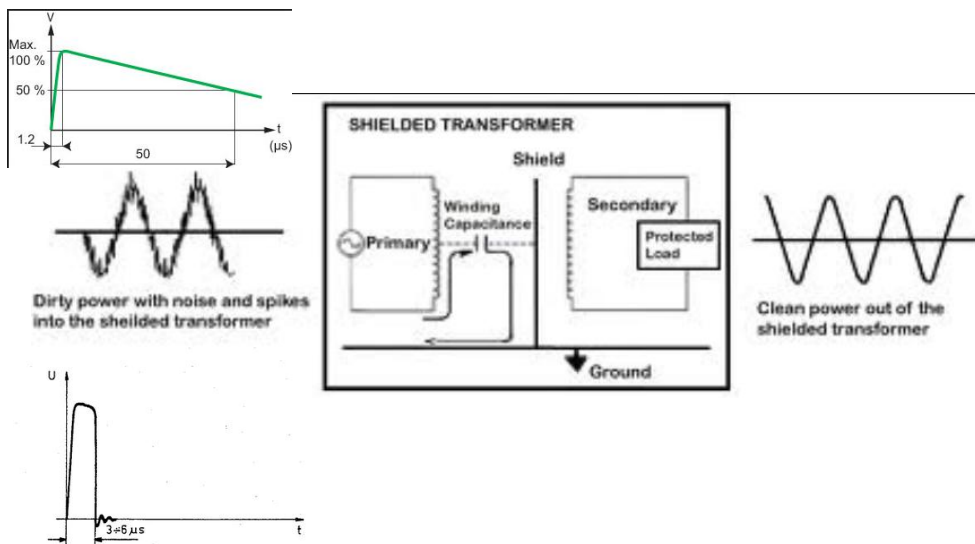 V
Max.
100 %
50 %
t
(µs)
1.2
50
SHIELDED TRANSFORMER
Shield
Winding
Capacitance
Primary
Secondary
Protected
Load
Ground
Dirty power with noise and spikes
into the sheilded transformer
Clean power out of the
shielded transformer
U
3÷6 µs
t